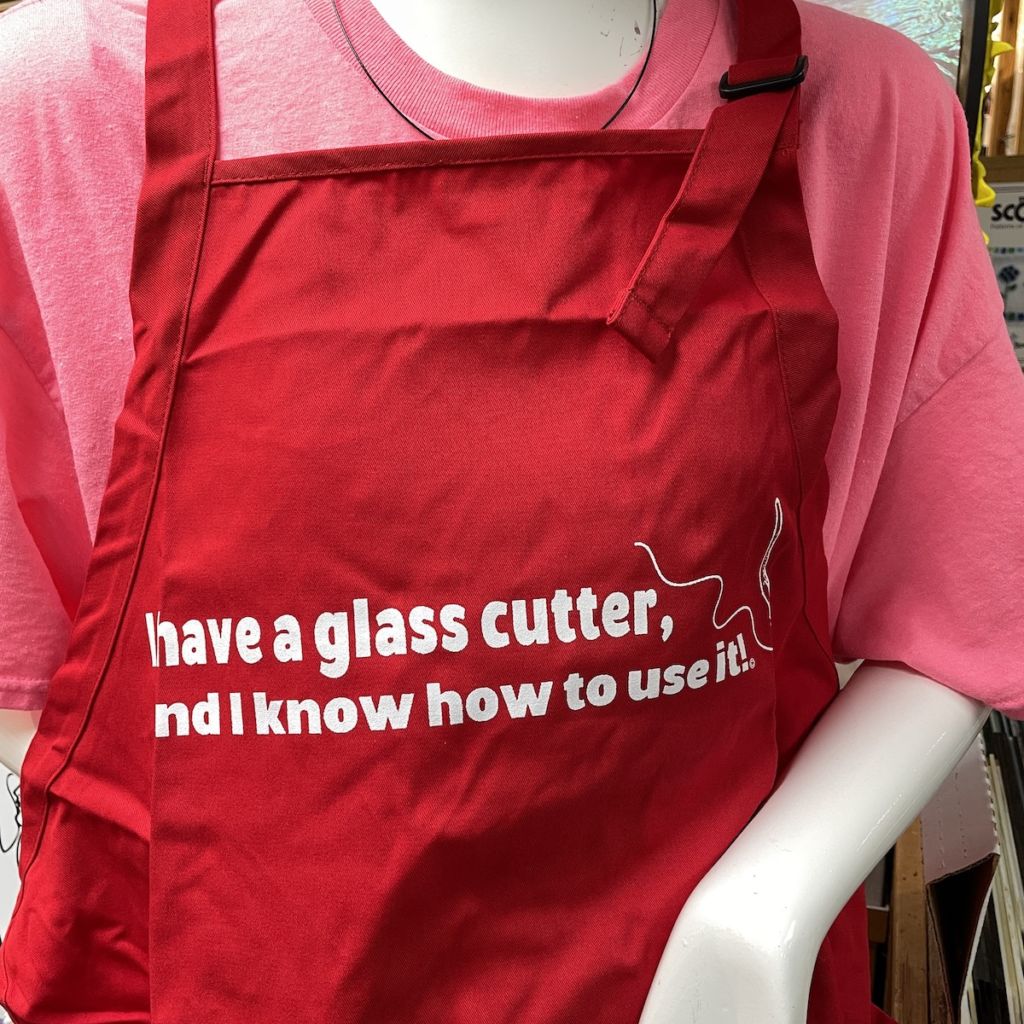 I have a glass cutter,
nd I know how to use it!